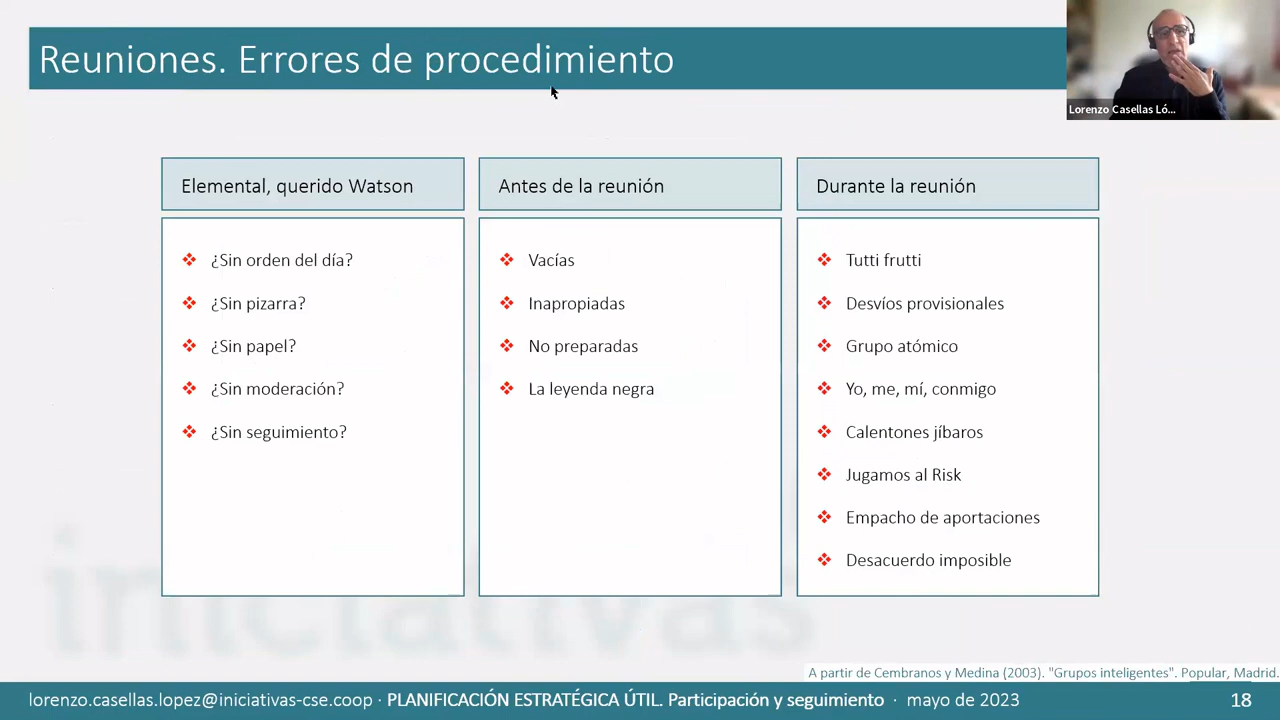 Reuniones. Errores de procedimiento
Lorenzo Casellas Ló...
Elemental, querido Watson
¿Sin orden del día?
¿Sin pizarra?
¿Sin papel?
¿Sin moderación?
¿Sin seguimiento?
Antes de la reunión
Vacías
Inapropiadas
No preparadas
La leyenda negra
Durante la reunión
Tutti frutti
Desvíos provisionales
Grupo atómico
Yo, me, mí, conmigo
Calentones jíbaros
Jugamos al Risk
Empacho de aportaciones
Desacuerdo imposible
iniciativas
A partir de Cembranos y Medina (2003). "Grupos inteligentes". Popular, Madrid.
lorenzo.casellas.lopez@iniciativas-cse.coop · PLANIFICACIÓN ESTRATÉGICA ÚTIL. Participación y seguimiento · mayo de 2023
18